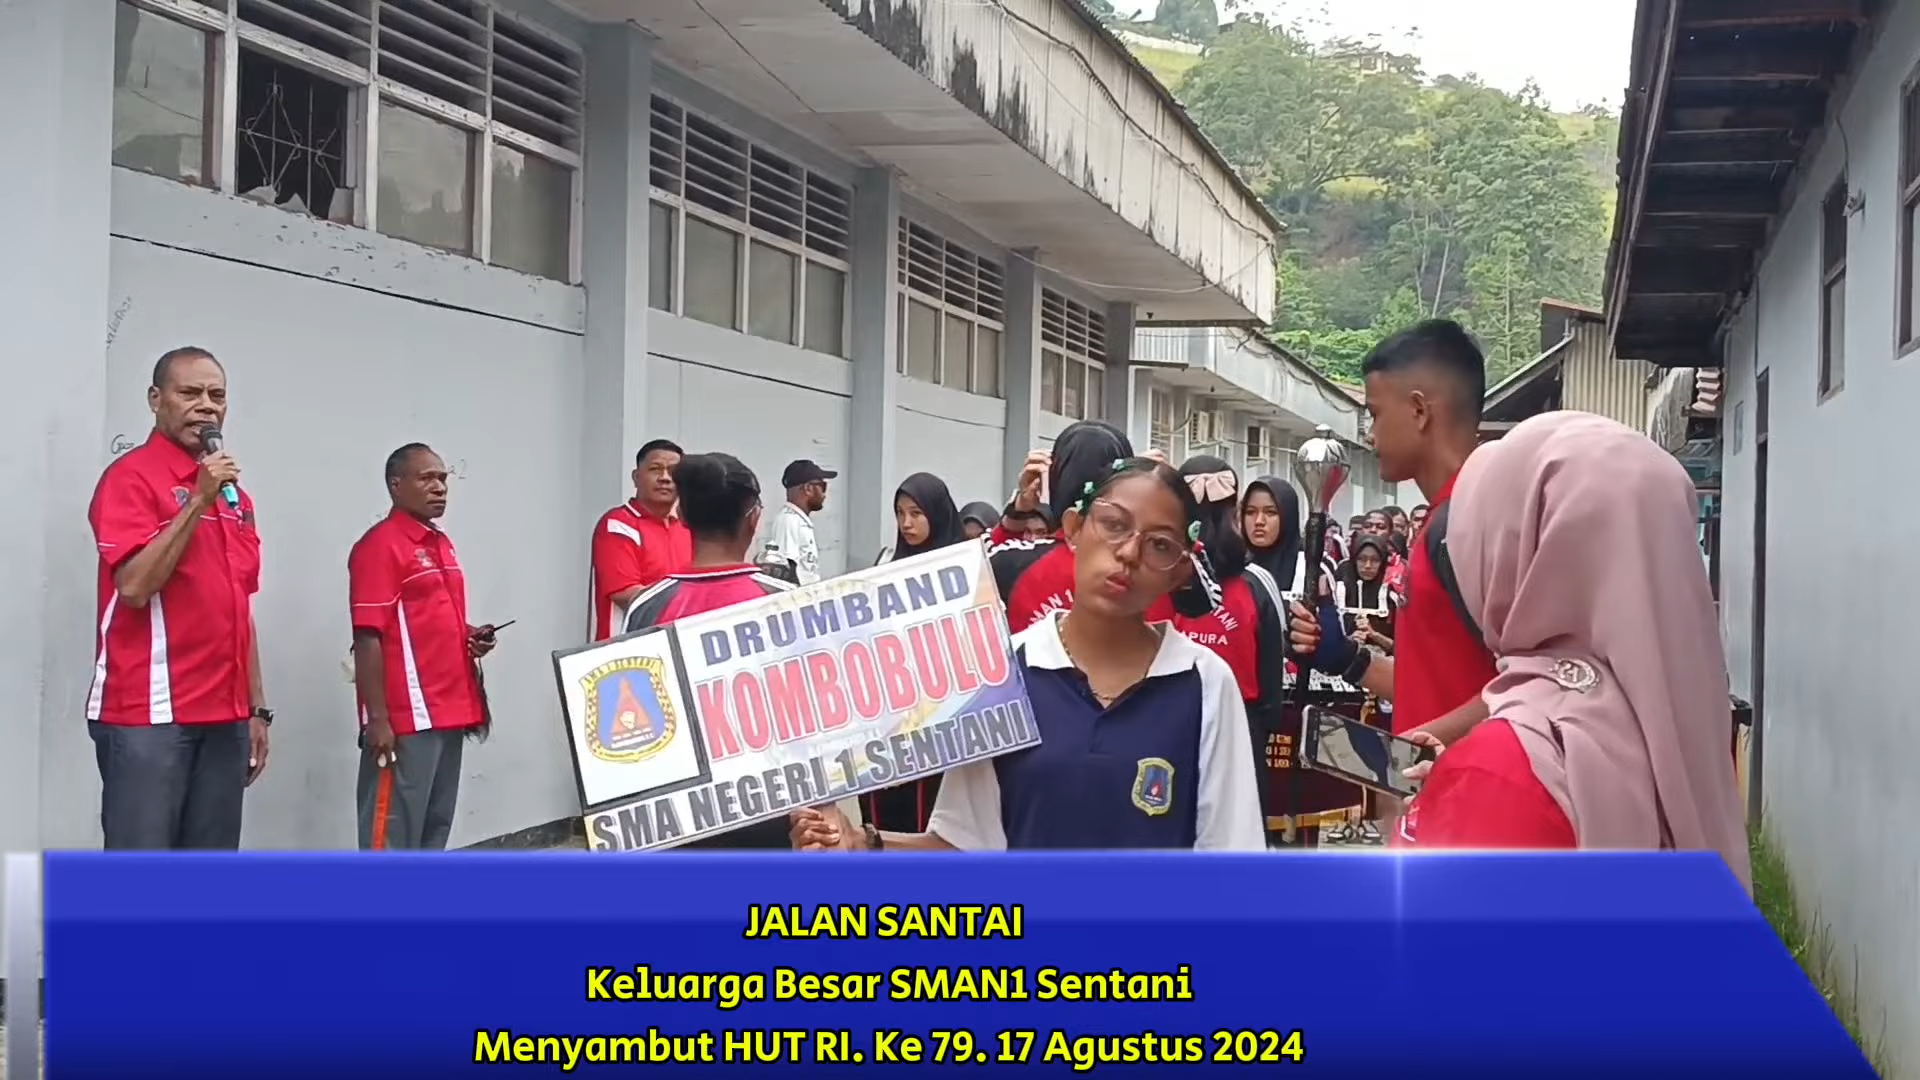 DRUMBAND
KOMBOBULU
SMA NEGERI 1 SENTANI
APURA
JALAN SANTAI
Keluarga Besar SMAN1 Sentani
Menyambut HUT RI. Ke 79. 17 Agustus 2024